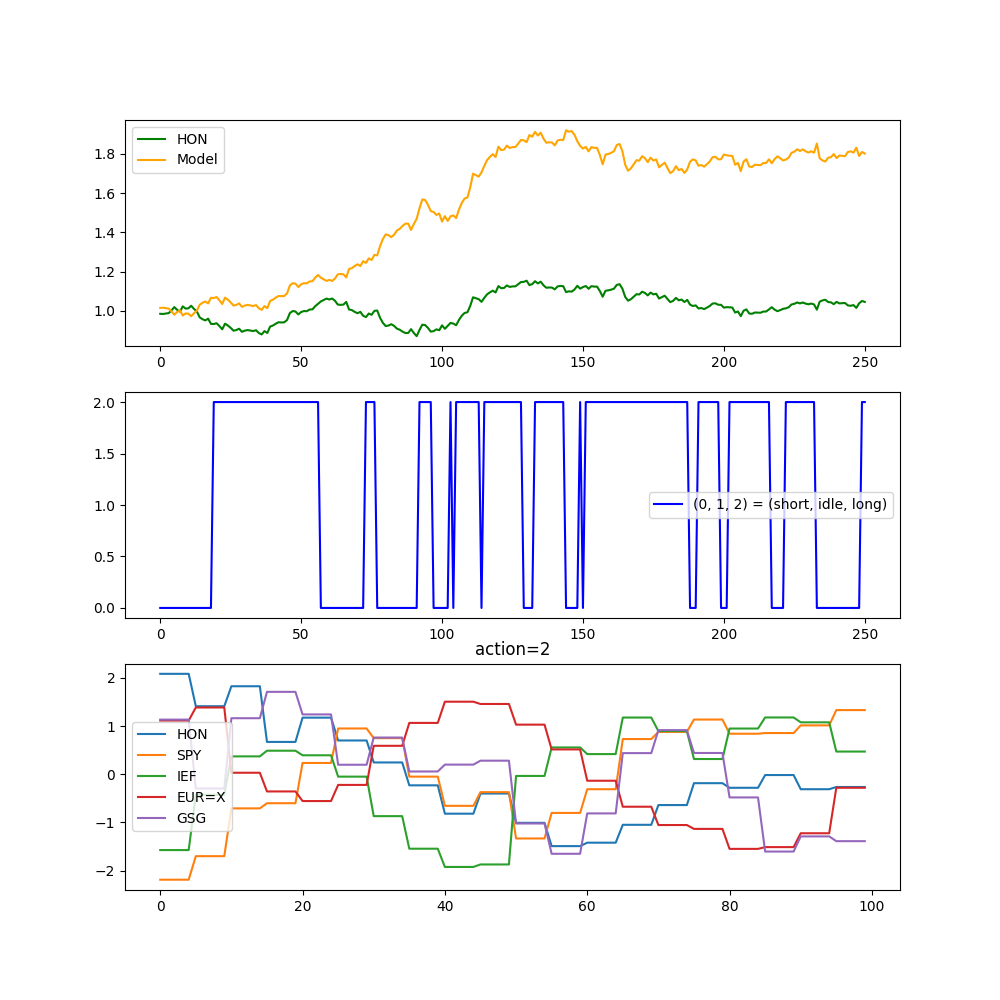 HON
Model
1.8
1.6
1.4
1.2
1.0
0 50 100 150 200 250
2.0
1.5
1.0
0.5
0.0
(0, 1, 2) = (short, idle, long)
0 50 100 150 200 250
action=2
2
1
0
−1
−2
HON
SPY
IEF
EUR=X
GSG
0 20 40 60 80 100